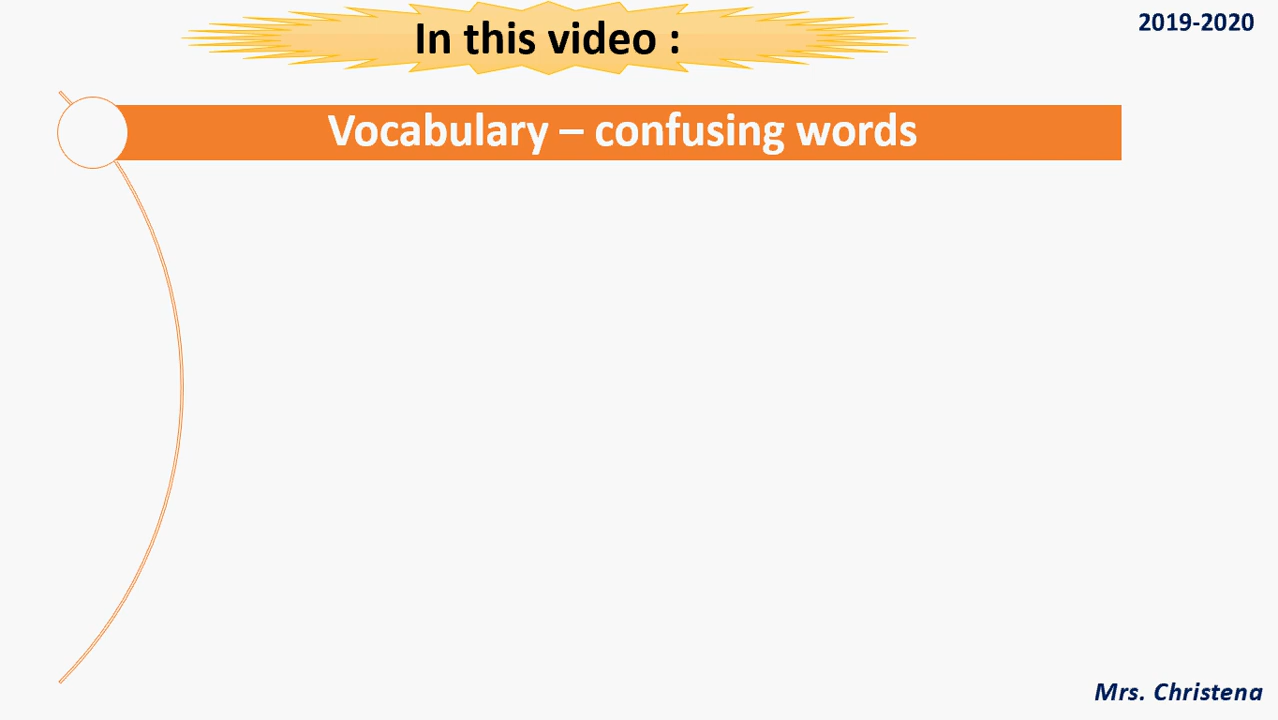 In this video :
2019-2020
Vocabulary – confusing words
Mrs. Christena